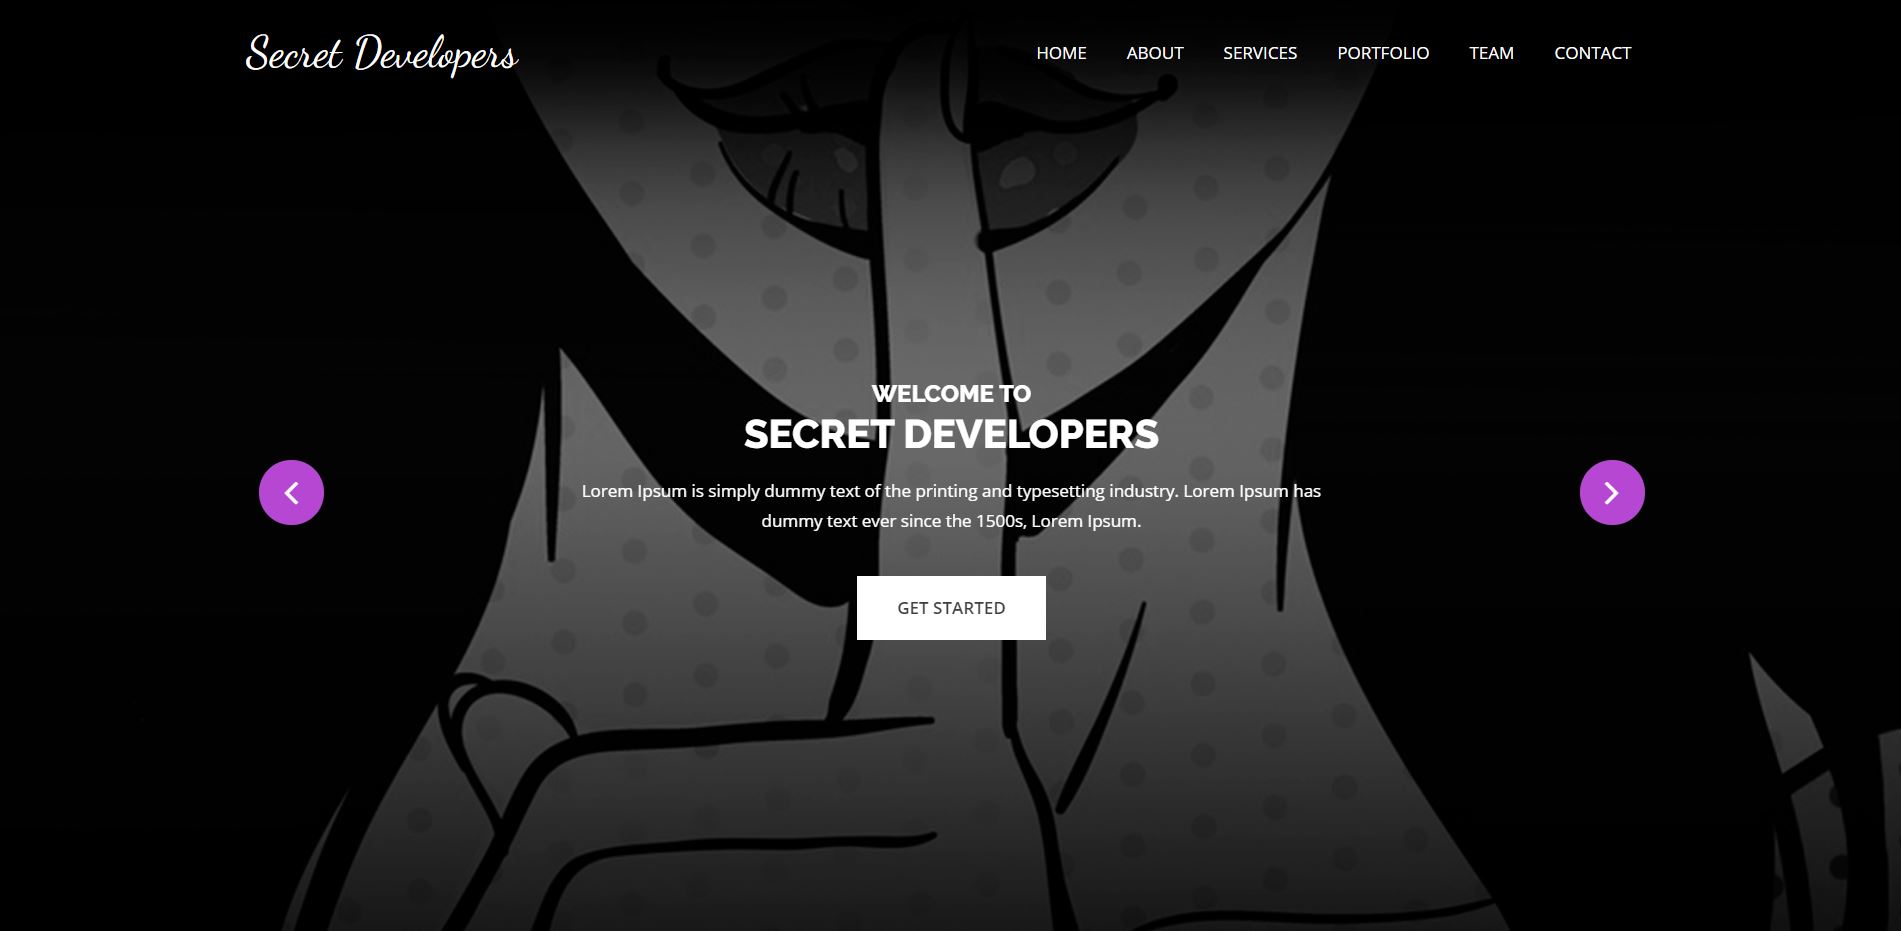 Secret Developers
HOME ABOUT SERVICES PORTFOLIO TEAM CONTACT
WELCOME TO
SECRET DEVELOPERS
Lorem Ipsum is simply dummy text of the printing and typesetting industry. Lorem Ipsum has
dummy text ever since the 1500s, Lorem Ipsum.
GET STARTED